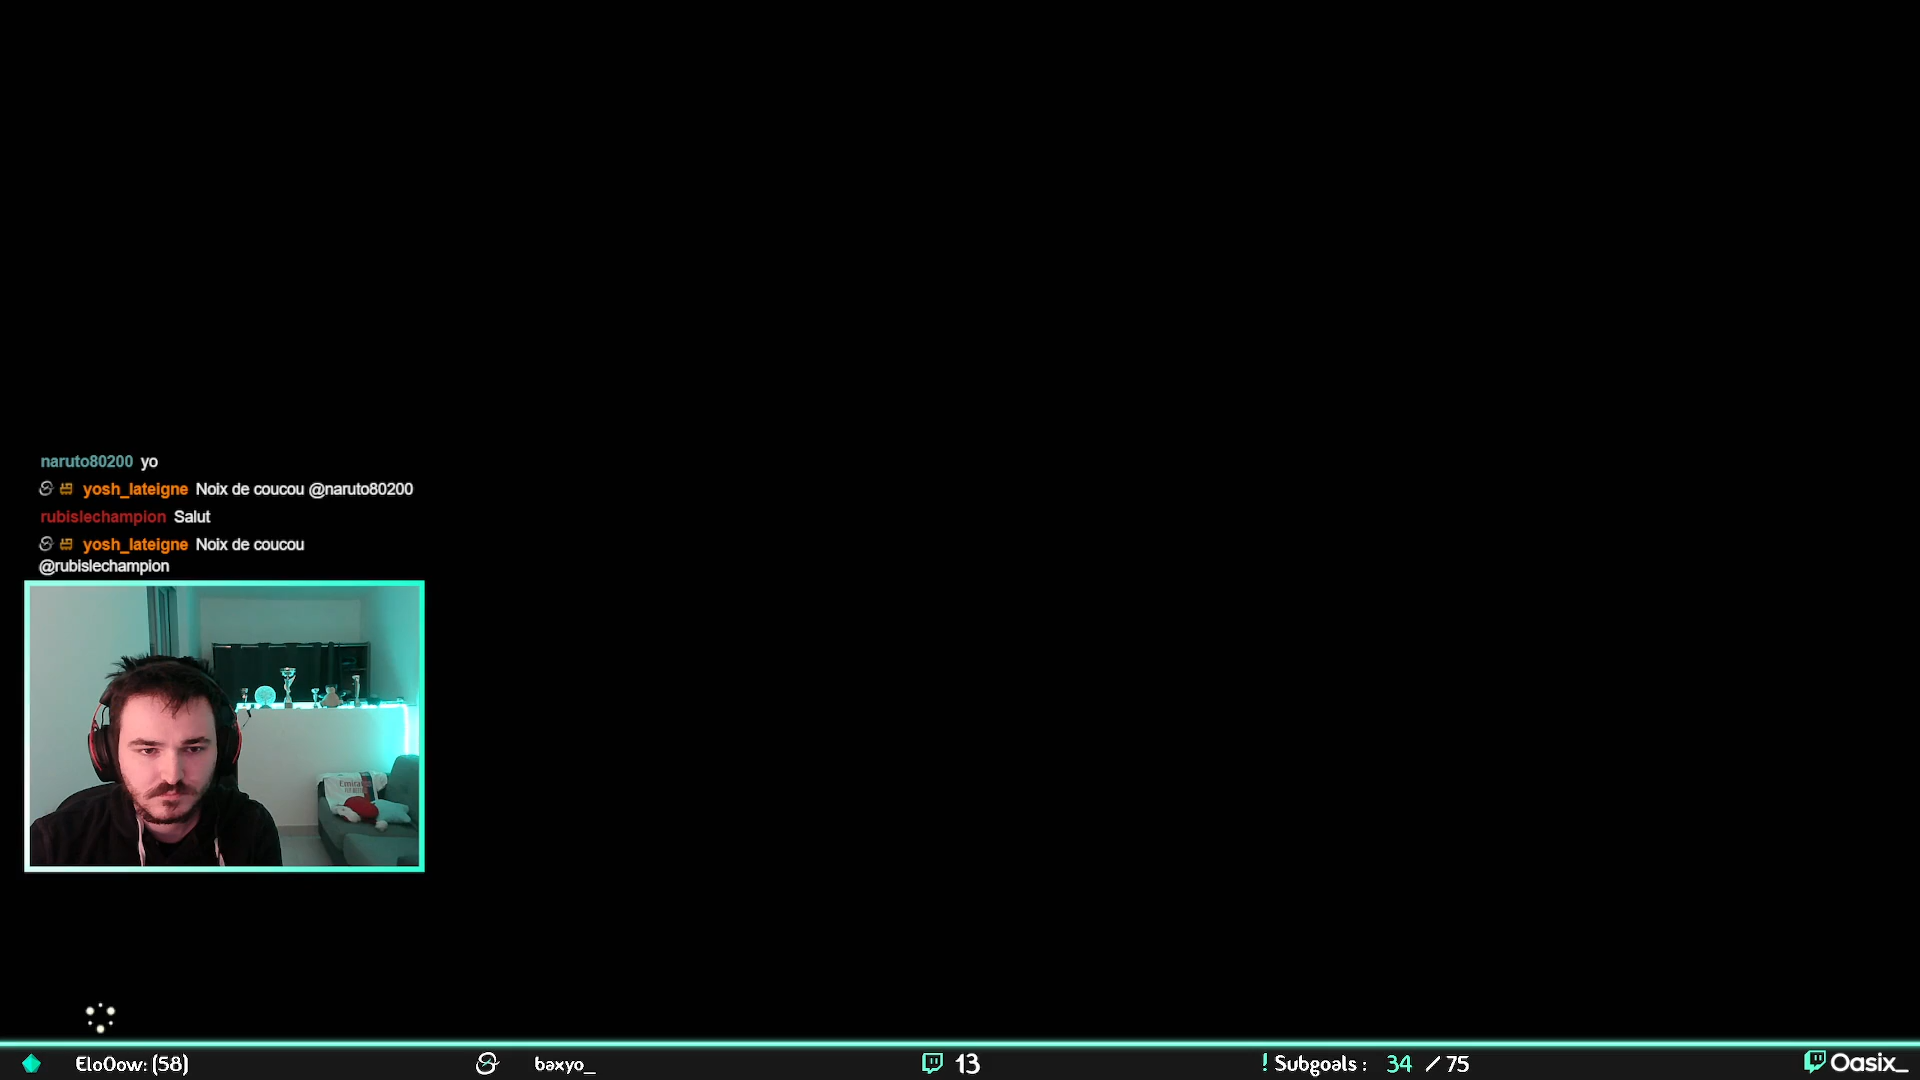 naruto80200 yo
yosh_lateigne Noix de coucou @naruto80200
rubislechampion Salut
yosh_lateigne Noix de coucou
@rubislechampion
Emirates
EloOow: (58)
baxyo_
13
! Subgoals : 34 / 75
Oasix_